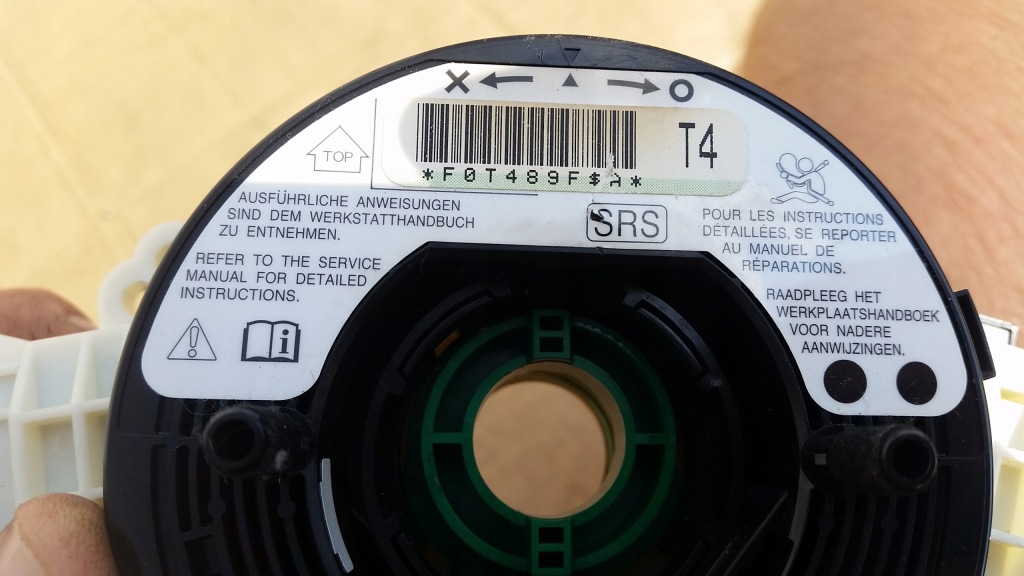 TOP
*F0T489F$A*
T4
AUSFÜHRLICHE ANWEISUNGEN
SIND DEM WERKSTATTHANDBUCH
ZU ENTNEHMEN.
REFER TO THE SERVICE
MANUAL FOR DETAILED
INSTRUCTIONS.
SRS
POUR LES INSTRUCTIONS
DÉTAILLÉES, SE REPORTER
AU MANUEL DE
RÉPARATIONS.
RAADPLEEG HET
WERKPLAATSHANDBOEK
VOOR NADERE
AANWIJZINGEN.